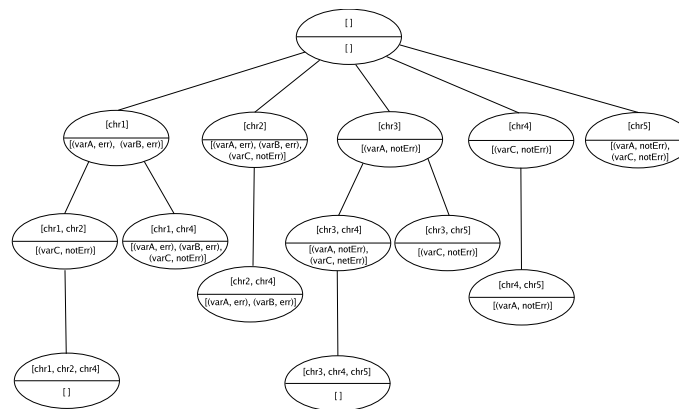 [ ]
[ ]
[chr1]
[(varA, err), (varB, err)]
[chr2]
[(varA, err), (varB, err),
(varC, notErr)]
[chr3]
[(varA, notErr)]
[chr4]
[(varC, notErr)]
[chr5]
[(varA, notErr),
(varC, notErr)]
[chr1, chr2]
[(varC, notErr)]
[chr1, chr4]
[(varA, err), (varB, err),
(varC, notErr)]
[chr3, chr4]
[(varA, notErr),
(varC, netErr)]
[chr3, chr5]
[(varC, notErr)]
[chr2, chr4]
[(varA, err), (varB, err)]
[chr4, chr5]
[(varA, notErr)]
[chr1, chr2, chr4]
[ ]
[chr3, chr4, chr5]
[ ]